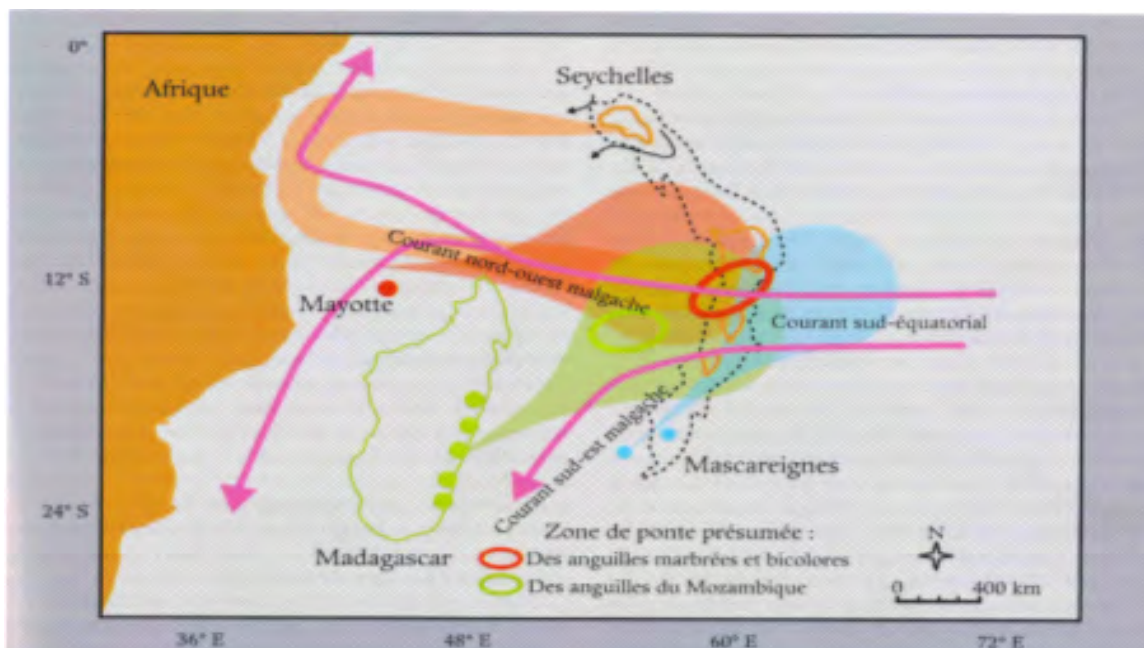 0°
Afrique
Seychelles
12° S
Courant nord-ouest malgache
Mayotte
Courant sud-équatorial
Courant sud-est malgache
Mascareignes
24° S
Madagascar
Zone de ponte présumée :
Des anguilles marbrées et bicolores
Des anguilles du Mozambique
N
0 400 km
36° E 48° E 60° E 72° E